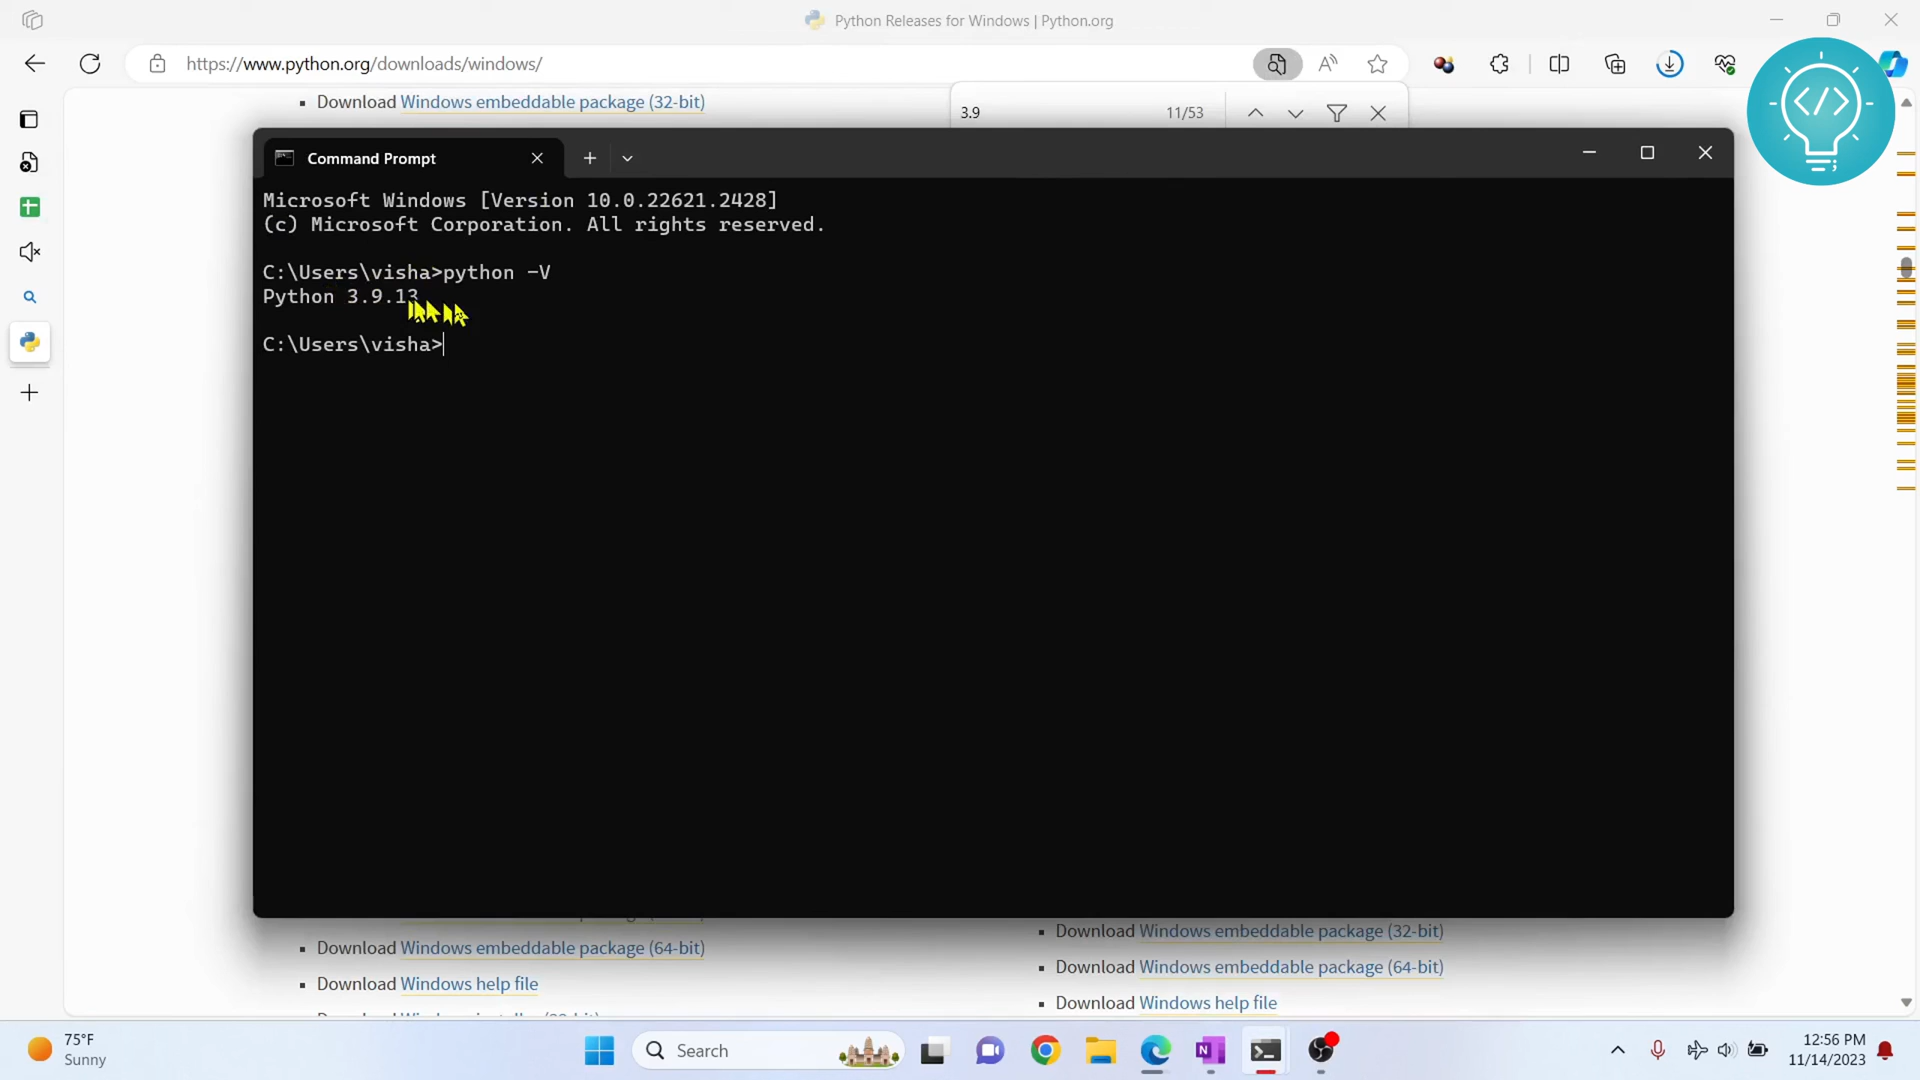 Python Releases for Windows | Python.org
https://www.python.org/downloads/windows/
Download Windows embeddable package (32-bit)
3.9
11/53
Command Prompt
Microsoft Windows [Version 10.0.22621.2428]
(c) Microsoft Corporation. All rights reserved.
C:\Users\visha>python -V
Python 3.9.13
C:\Users\visha>
Download Windows embeddable package (64-bit)
Download Windows help file
Download Windows embeddable package (32-bit)
Download Windows embeddable package (64-bit)
Download Windows help file
75°F
Sunny
Search
12:56 PM
11/14/2023